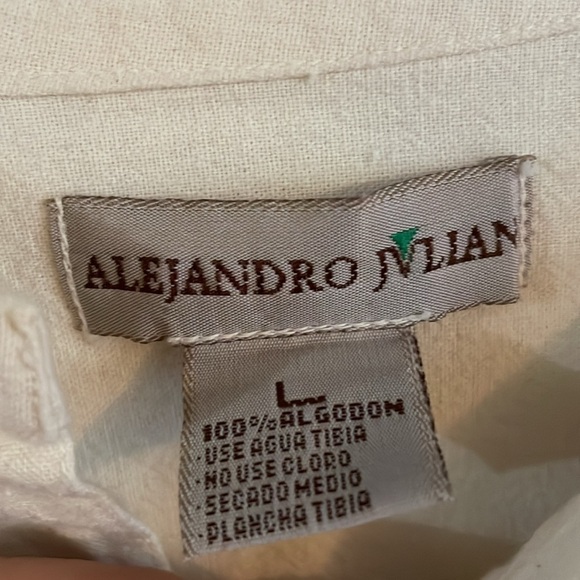 ALEJANDRO JVLIAN
L
100% ALGODON
·USE AGUA TIBIA
·NO USE CLORO
·SECADO MEDIO
·PLANCHA TIBIA